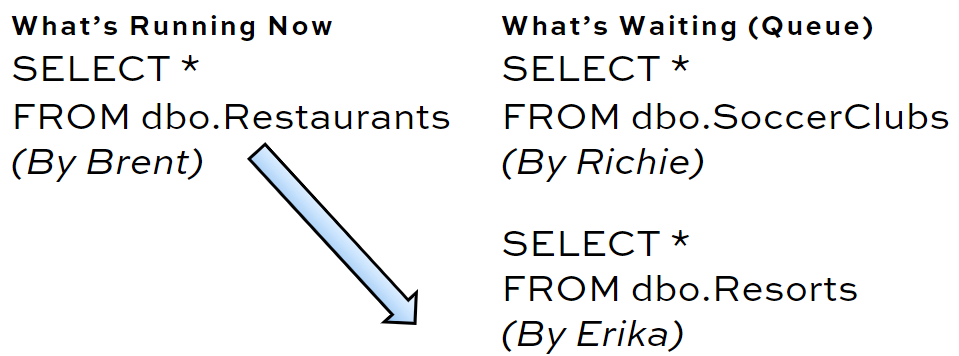 What's Running Now
SELECT *
FROM dbo.Restaurants
(By Brent)
What's Waiting (Queue)
SELECT *
FROM dbo.SoccerClubs
(By Richie)
SELECT *
FROM dbo.Resorts
(By Erika)